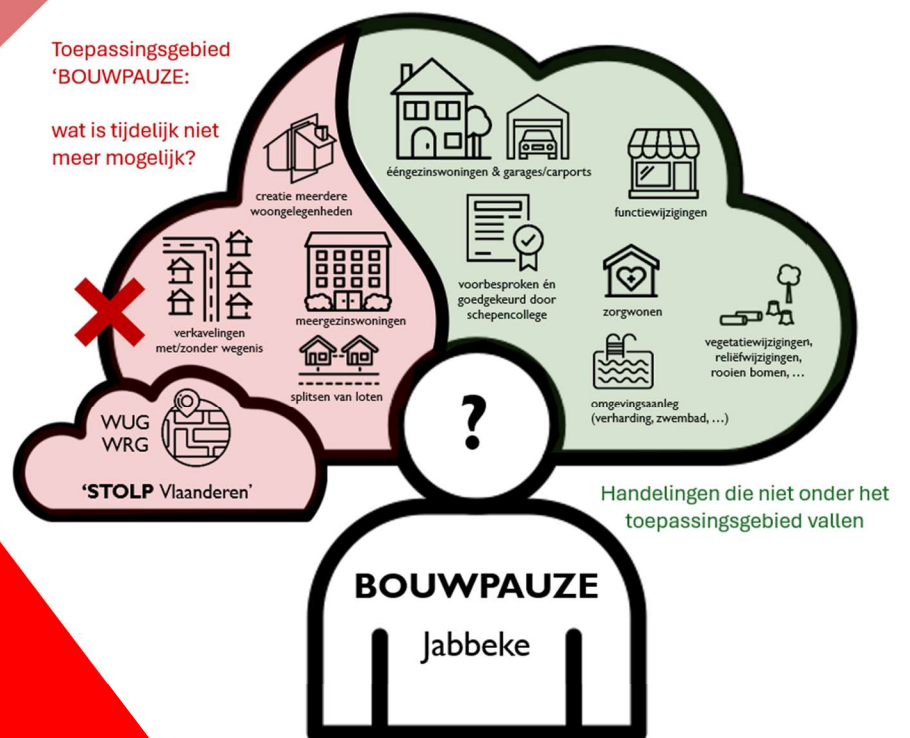 Toepassingsgebied
‘BOUWPAUZE:
wat is tijdelijk niet
meer mogelijk?
creatie meerdere
woongelegenheden
verkavelingen
met/zonder wegenis
meergezinswoningen
splitsen van loten
WUG
WRG
‘STOLP Vlaanderen’
ééngezinswoningen & garages/carports
functiewijzigingen
voorbesproken én
goedgekeurd door
schepencollege
zorgwonen
vegetatiewijzigingen,
reliëfwijzigingen,
rooien bomen, ...
omgevingsaanleg
(verharding, zwembad, ...)
?
Handelingen die niet onder het
toepassingsgebied vallen
BOUWPAUZE
Jabbeke